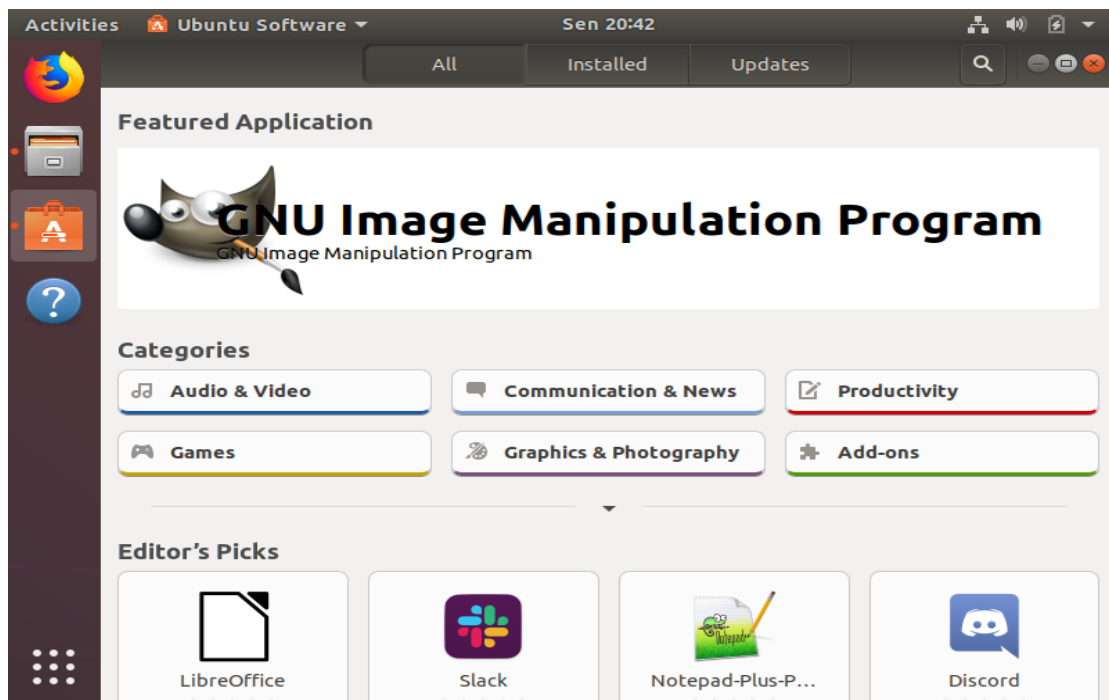 Activities Ubuntu Software Sen 20:42
All Installed Updates
Featured Application
GNU Image Manipulation Program
GNU Image Manipulation Program
Categories
Audio & Video Communication & News Productivity
Games Graphics & Photography Add-ons
Editor's Picks
LibreOffice Slack Notepad-Plus-P... Discord